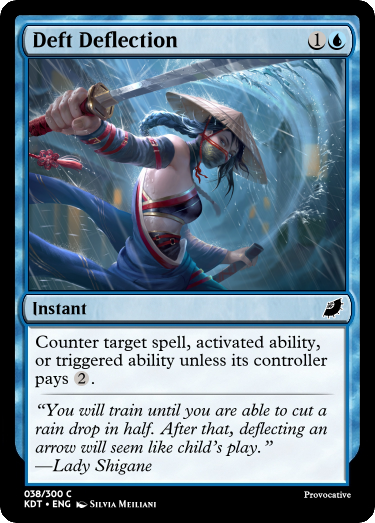 Deft Deflection 1
Instant
Counter target spell, activated ability,
or triggered ability unless its controller
pays 2.
“You will train until you are able to cut a
rain drop in half. After that, deflecting an
arrow will seem like child’s play.”
—Lady Shigane
038/300 C
KDT • ENG Silvia Meiliani
Provocative